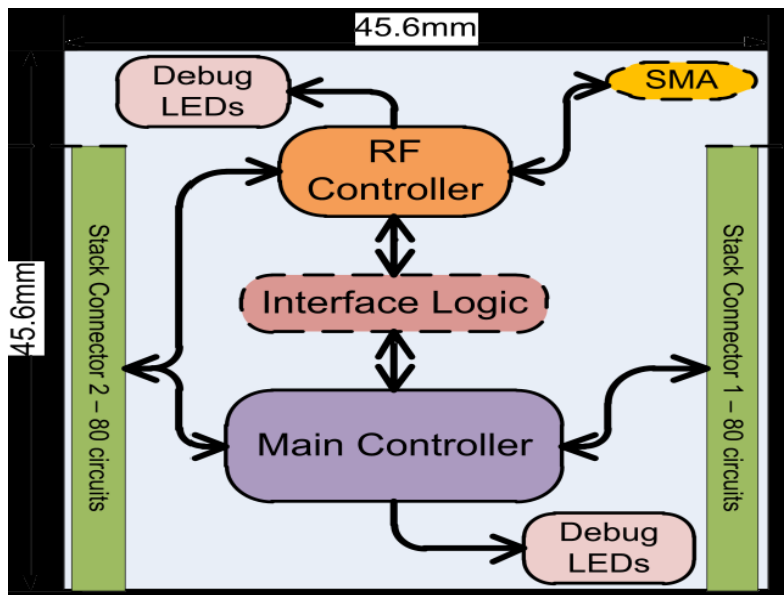 45.6mm
Debug
LEDs
SMA
RF
Controller
45.6mm
Stack Connector 2 – 80 circuits
Interface Logic
Stack Connector 1 – 80 circuits
Main Controller
Debug
LEDs